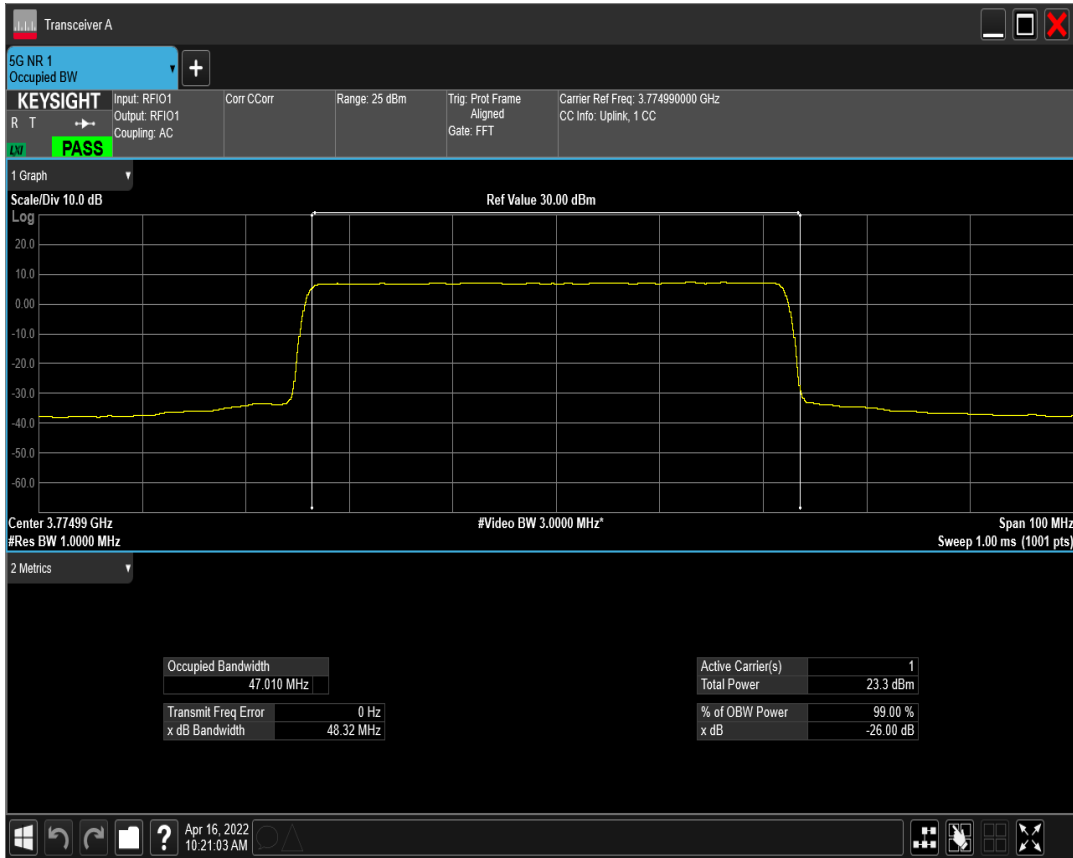 Transceiver A
5G NR 1
Occupied BW
KEYSIGHT
R T
LXI
PASS
Input: RFIO1
Output: RFIO1
Coupling: AC
Corr CCorr
Range: 25 dBm
Trig: Prot Frame
Aligned
Gate: FFT
Carrier Ref Freq: 3.774990000 GHz
CC Info: Uplink, 1 CC
1 Graph
Scale/Div 10.0 dB
Ref Value 30.00 dBm
Log
20.0
10.0
0.00
-10.0
-20.0
-30.0
-40.0
-50.0
-60.0
Center 3.77499 GHz
#Video BW 3.0000 MHz*
Span 100 MHz
#Res BW 1.0000 MHz
Sweep 1.00 ms (1001 pts)
2 Metrics
Occupied Bandwidth
47.010 MHz
Transmit Freq Error 0 Hz
x dB Bandwidth 48.32 MHz
Active Carrier(s) 1
Total Power 23.3 dBm
% of OBW Power 99.00 %
x dB -26.00 dB
?
Apr 16, 2022
10:21:03 AM